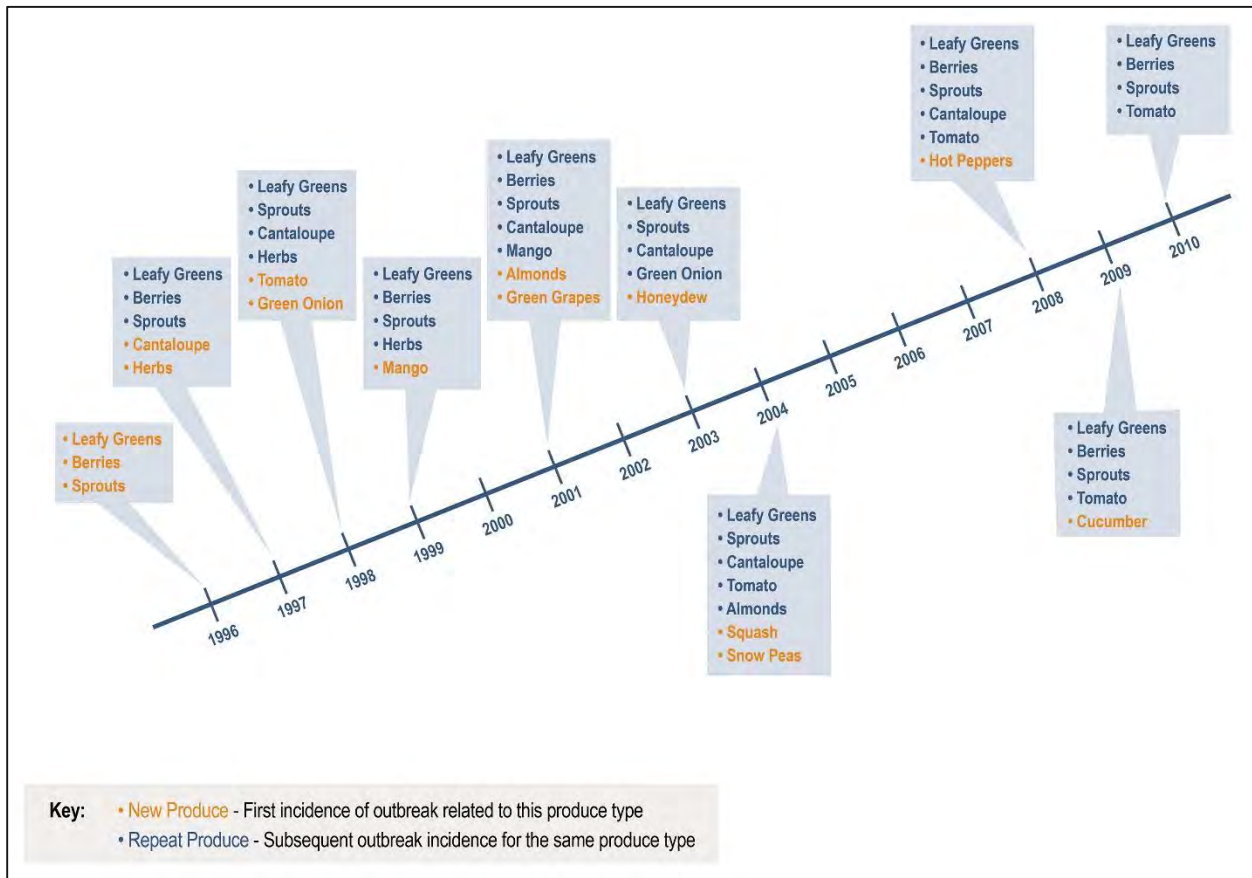 • Leafy Greens
• Berries
• Sprouts
• Leafy Greens
• Berries
• Sprouts
• Cantaloupe
• Herbs
• Leafy Greens
• Sprouts
• Cantaloupe
• Herbs
• Tomato
• Green Onion
• Leafy Greens
• Berries
• Sprouts
• Herbs
• Mango
• Leafy Greens
• Berries
• Sprouts
• Cantaloupe
• Mango
• Almonds
• Green Grapes
• Leafy Greens
• Sprouts
• Cantaloupe
• Green Onion
• Honeydew
• Leafy Greens
• Sprouts
• Cantaloupe
• Tomato
• Almonds
• Squash
• Snow Peas
• Leafy Greens
• Berries
• Sprouts
• Cantaloupe
• Tomato
• Hot Peppers
• Leafy Greens
• Berries
• Sprouts
• Tomato
• Cucumber
• Leafy Greens
• Berries
• Sprouts
• Tomato
1996
1997
1998
1999
2000
2001
2002
2003
2004
2005
2006
2007
2008
2009
2010
Key: • New Produce - First incidence of outbreak related to this produce type
• Repeat Produce - Subsequent outbreak incidence for the same produce type